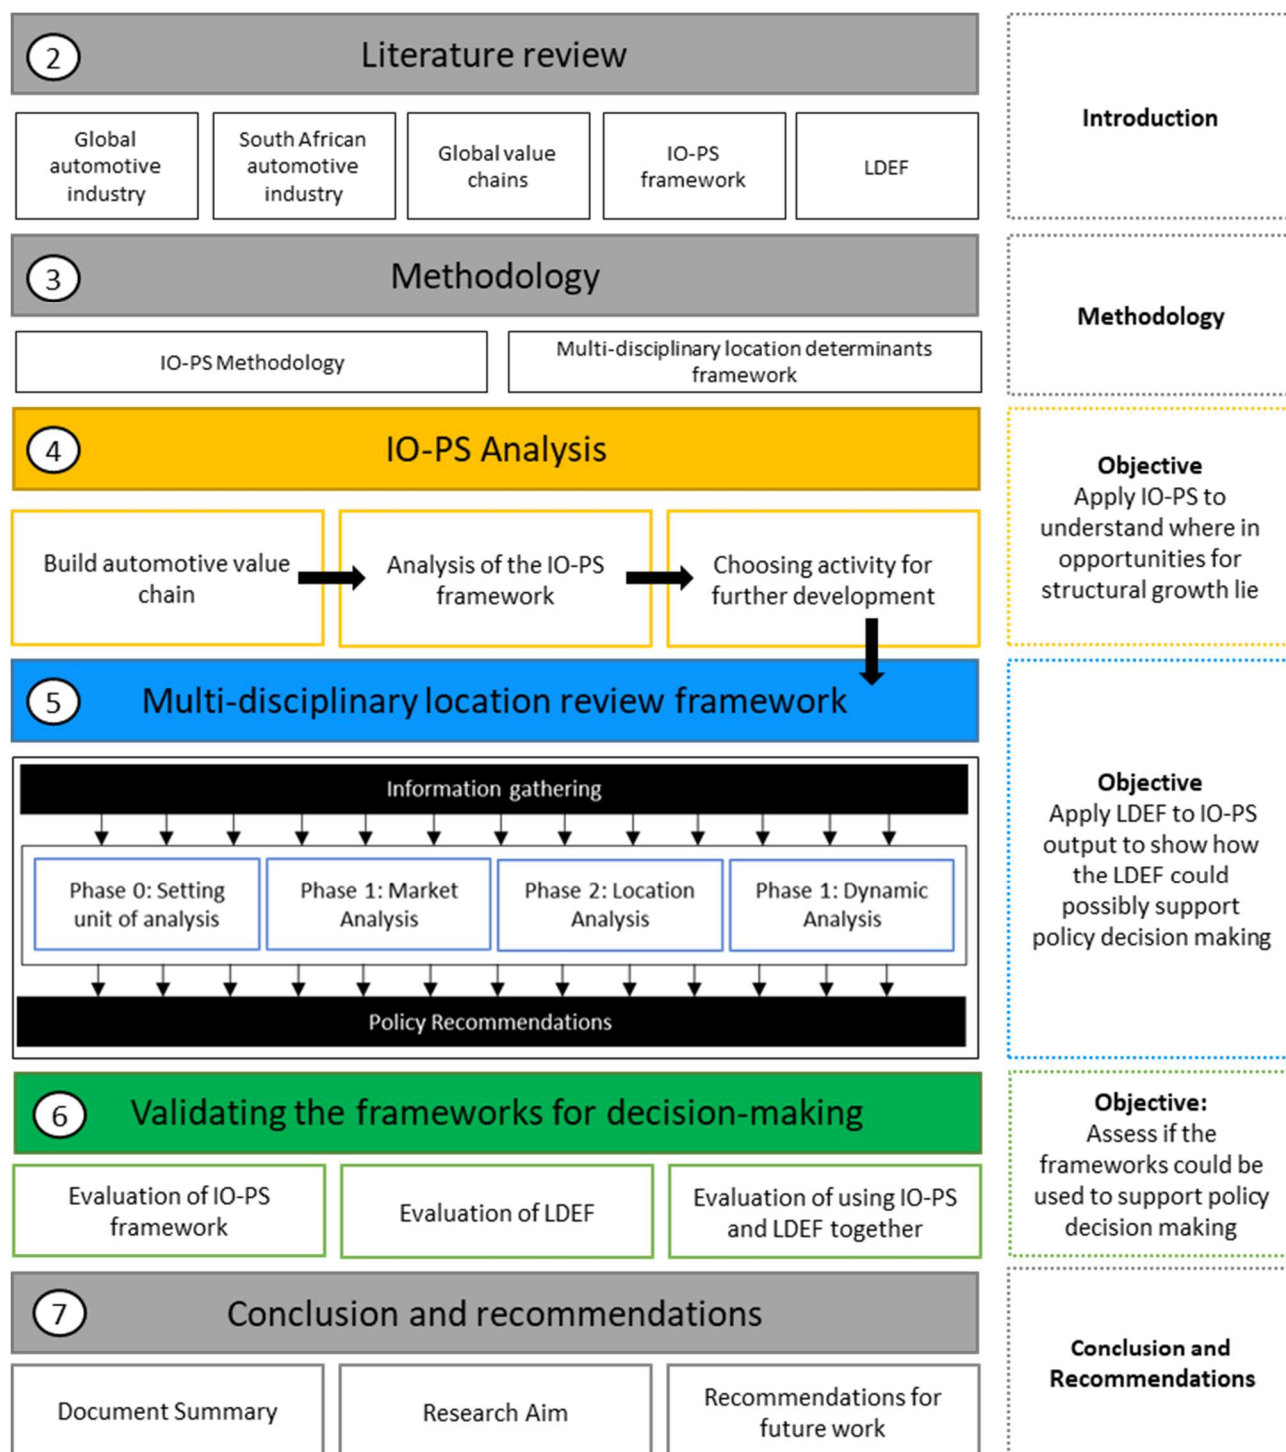 2
Literature review
Global
automotive
industry
South African
automotive
industry
Global value
chains
IO-PS
framework
LDEF
Introduction
3
Methodology
IO-PS Methodology
Multi-disciplinary location determinants
framework
Methodology
4
IO-PS Analysis
Build automotive value
chain
Analysis of the IO-PS
framework
Choosing activity for
further development
Objective
Apply IO-PS to
understand where in
opportunities for
structural growth lie
5
Multi-disciplinary location review framework
Information gathering
Phase 0: Setting
unit of analysis
Phase 1: Market
Analysis
Phase 2: Location
Analysis
Phase 1: Dynamic
Analysis
Policy Recommendations
Objective
Apply LDEF to IO-PS
output to show how
the LDEF could
possibly support
policy decision making
6
Validating the frameworks for decision-making
Evaluation of IO-PS
framework
Evaluation of LDEF
Evaluation of using IO-PS
and LDEF together
Objective:
Assess if the
frameworks could be
used to support policy
decision making
7
Conclusion and recommendations
Document Summary
Research Aim
Recommendations for
future work
Conclusion and
Recommendations